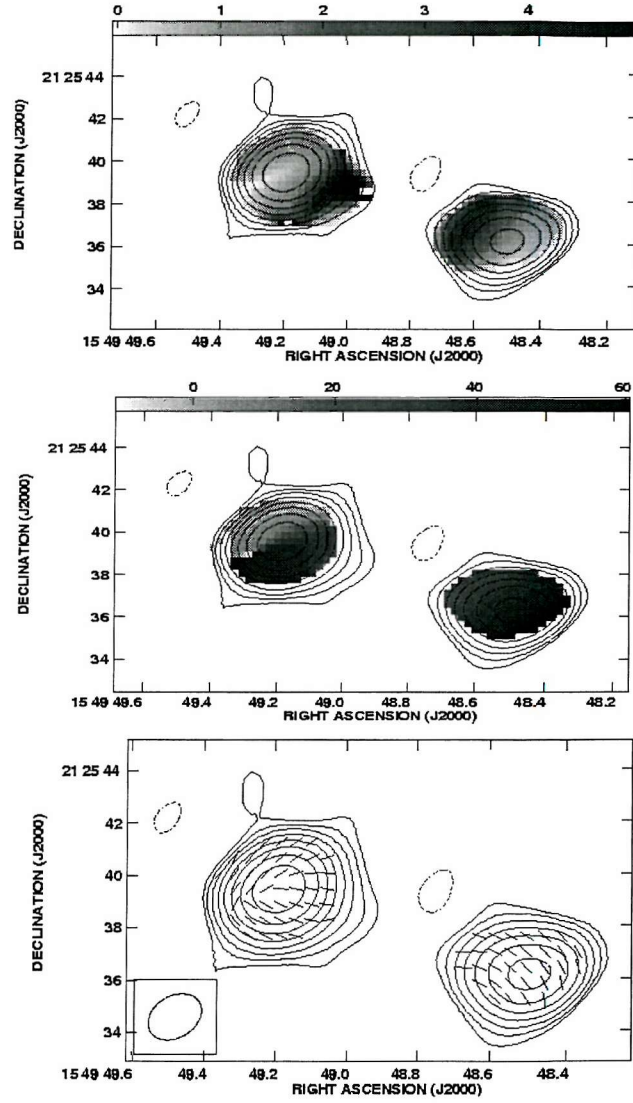 0 1 2 3 4
21 25 44
42
40
38
36
34
DECLINATION (J2000)
15 49 49.6 49.4 49.2 49.0 48.8 48.6 48.4 48.2
RIGHT ASCENSION (J2000)
0 20 40 60
21 25 44
42
40
38
36
34
DECLINATION (J2000)
15 49 49.6 49.4 49.2 49.0 48.8 48.6 48.4 48.2
RIGHT ASCENSION (J2000)
21 25 44
42
40
38
36
34
DECLINATION (J2000)
15 49 49.6 49.4 49.2 49.0 48.8 48.6 48.4
RIGHT ASCENSION (J2000)